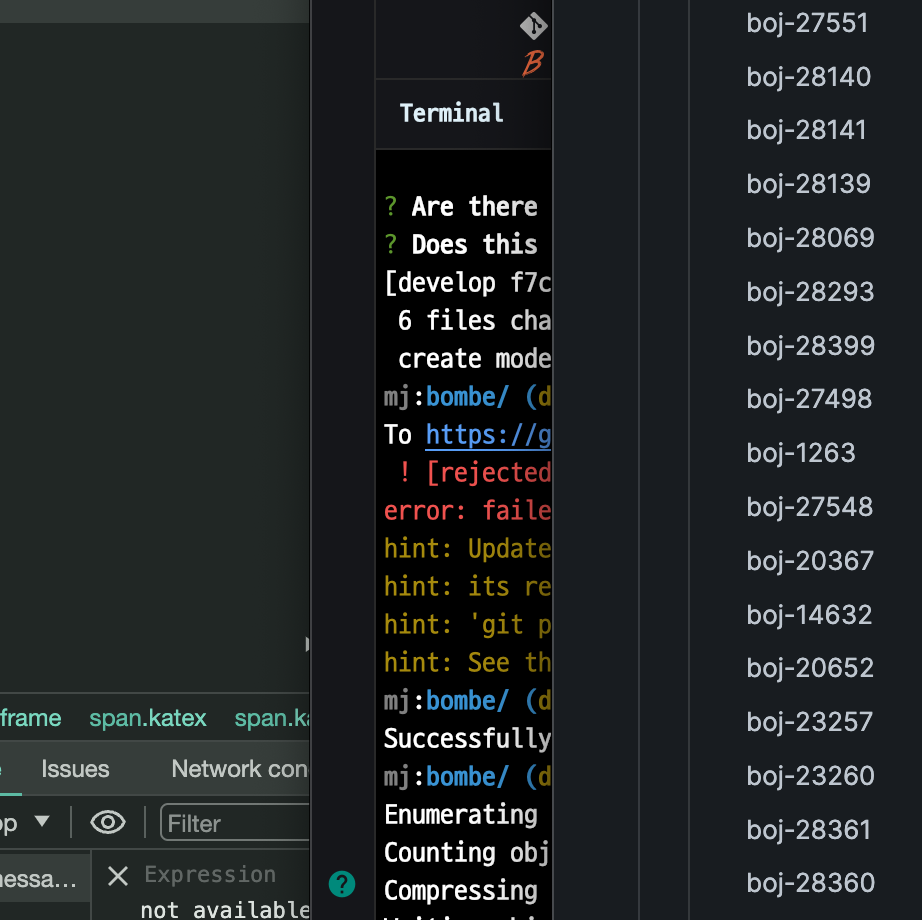 frame span.katex span.ka
Issues Network con
op
Filter
Expression
not available
B
Terminal
? Are there
? Does this
[develop f7c
6 files cha
create mode
mj:bombe/ (d
To https://g
! [rejected
error: faile
hint: Update
hint: its re
hint: 'git p
hint: See th
mj:bombe/ (d
Successfully
mj:bombe/ (d
Enumerating
Counting obj
Compressing
?
boj-27551
boj-28140
boj-28141
boj-28139
boj-28069
boj-28293
boj-28399
boj-27498
boj-1263
boj-27548
boj-20367
boj-14632
boj-20652
boj-23257
boj-23260
boj-28361
boj-28360